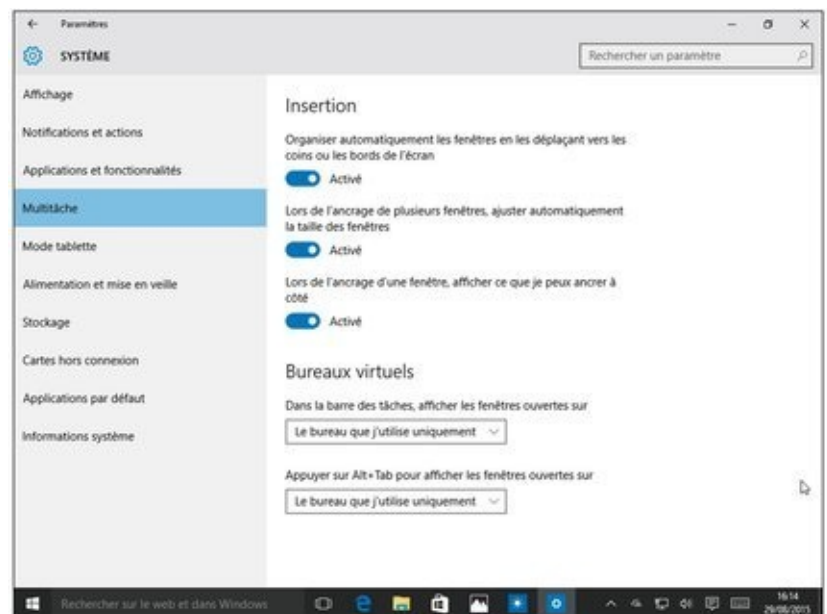 Paramètres
SYSTÈME
Rechercher un paramètre
Affichage
Notifications et actions
Applications et fonctionnalités
Multitâche
Mode tablette
Alimentation et mise en veille
Stockage
Cartes hors connexion
Applications par défaut
Informations système
Insertion
Organiser automatiquement les fenêtres en les déplaçant vers les
coins ou les bords de l'écran
Activé
Lors de l'ancrage de plusieurs fenêtres, ajuster automatiquement
la taille des fenêtres
Activé
Lors de l'ancrage d'une fenêtre, afficher ce que je peux ancrer à
côté
Activé
Bureaux virtuels
Dans la barre des tâches, afficher les fenêtres ouvertes sur
Le bureau que j'utilise uniquement
Appuyer sur Alt+Tab pour afficher les fenêtres ouvertes sur
Le bureau que j'utilise uniquement
Rechercher sur le web et dans Windows
16:14
29/08/2015